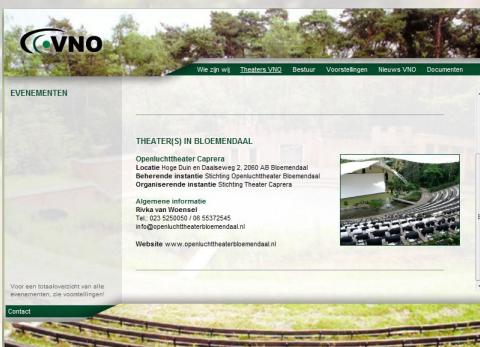 VNO
Wie zijn wij Theaters VNO Bestuur Voorstellingen Nieuws VNO Documenten
EVENEMENTEN
THEATER(S) IN BLOEMENDAAL
Openluchttheater Caprera
Locatie Hoge Duin en Daalseweg 2, 2060 AB Bloemendaal
Beherende instantie Stichting Openluchttheater Bloemendaal
Organiserende instantie Stichting Theater Caprera
Algemene informatie
Rivka van Woensel
Tel.: 023 5250050 / 06 55372545
info@openluchttheaterbloemendaal.nl
Website www.openluchttheaterbloemendaal.nl
Voor een totaaloverzicht van alle
evenementen, zie voorstellingen!
Contact